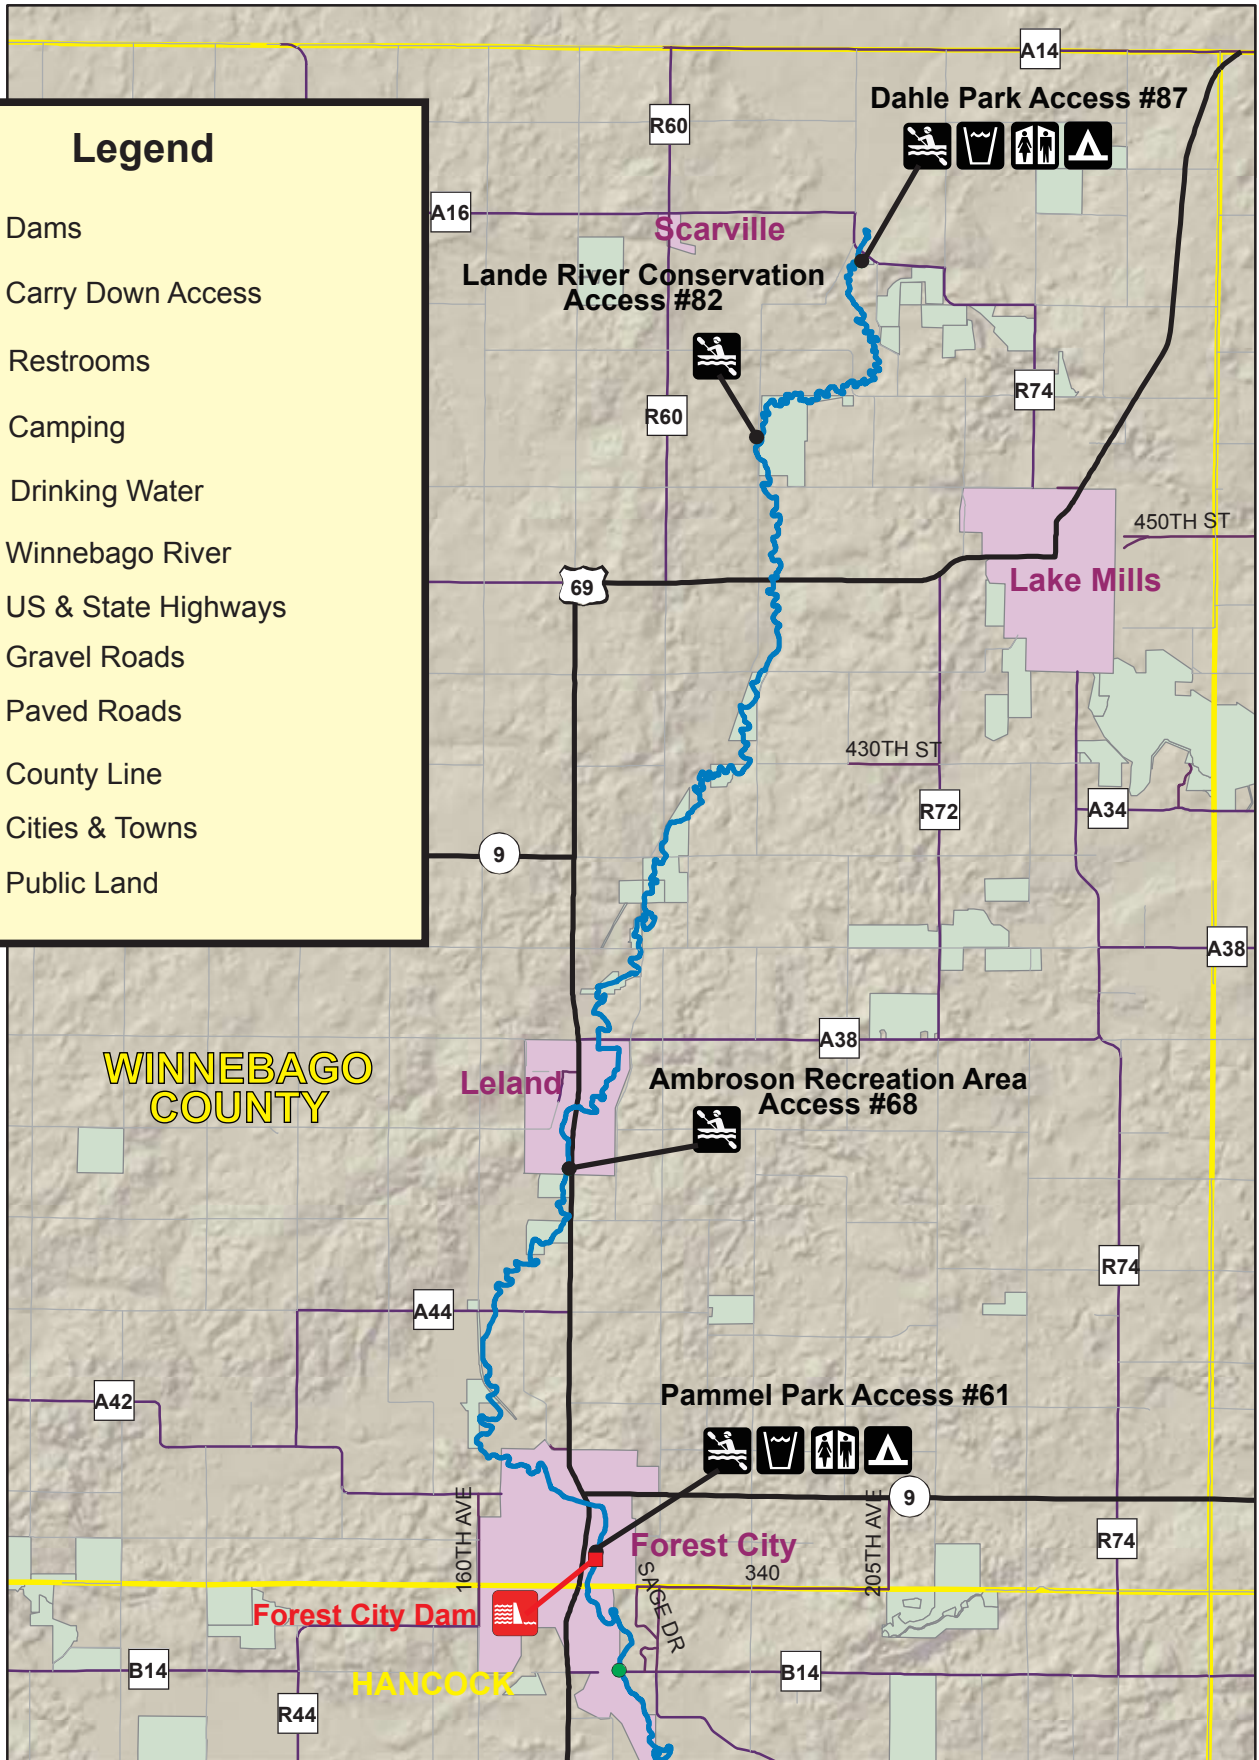 A14
Dahle Park Access #87
R60
Legend
A16
Dams
Scarville
Lande River Conservation
Access #82
Carry Down Access
Restrooms
R74
R60
Camping
Drinking Water
450TH ST
Winnebago River
69
Lake Mills
US & State Highways
Gravel Roads
Paved Roads
430TH ST
County Line
R72
A34
Cities & Towns
9
Public Land
A38
A38
WINNEBAGO
COUNTY
Leland
Ambroson Recreation Area
Access #68
R74
A44
Pammel Park Access #61
A42
9
160TH AVE
205TH AVE
R74
Forest City
340
SAGE DR
Forest City Dam
B14
B14
HANCOCK
R44